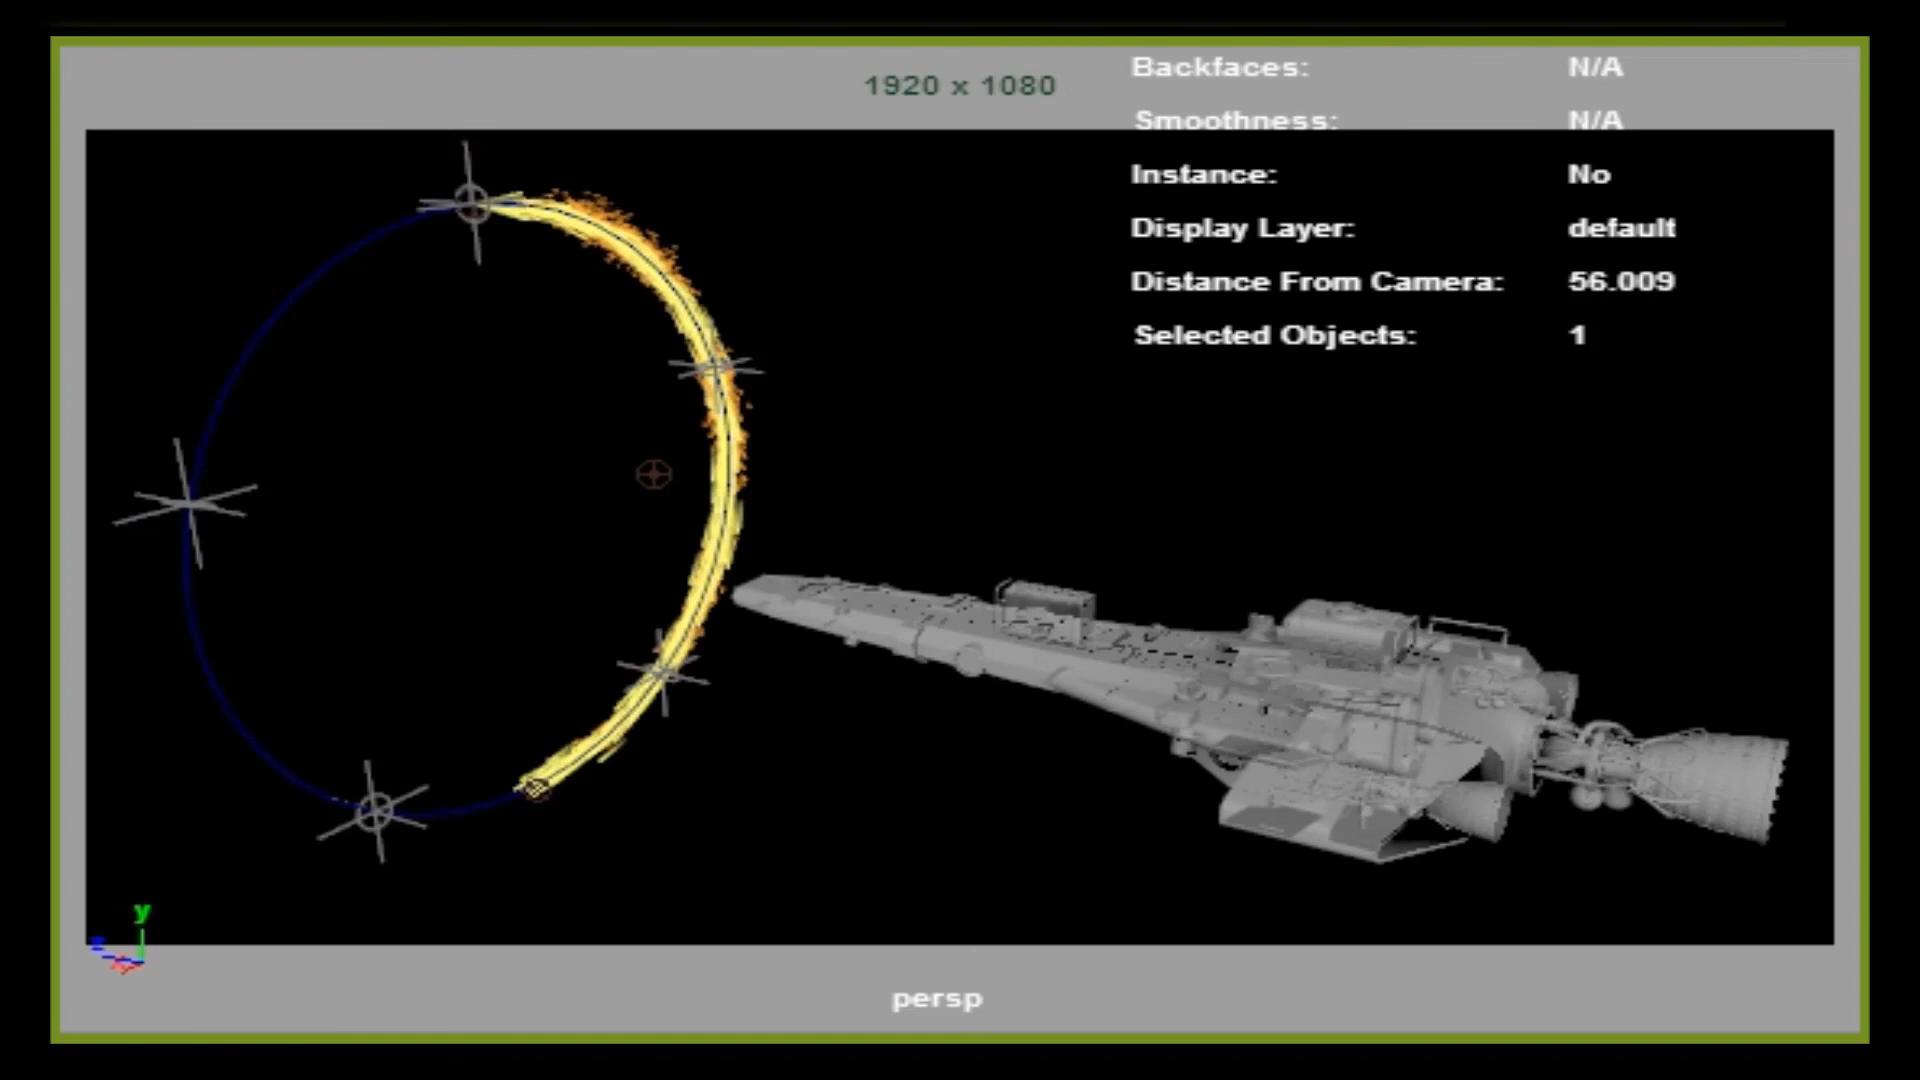 1920 x 1080
Backfaces: N/A
Smoothness: N/A
Instance: No
Display Layer: default
Distance From Camera: 56.009
Selected Objects: 1
y
persp